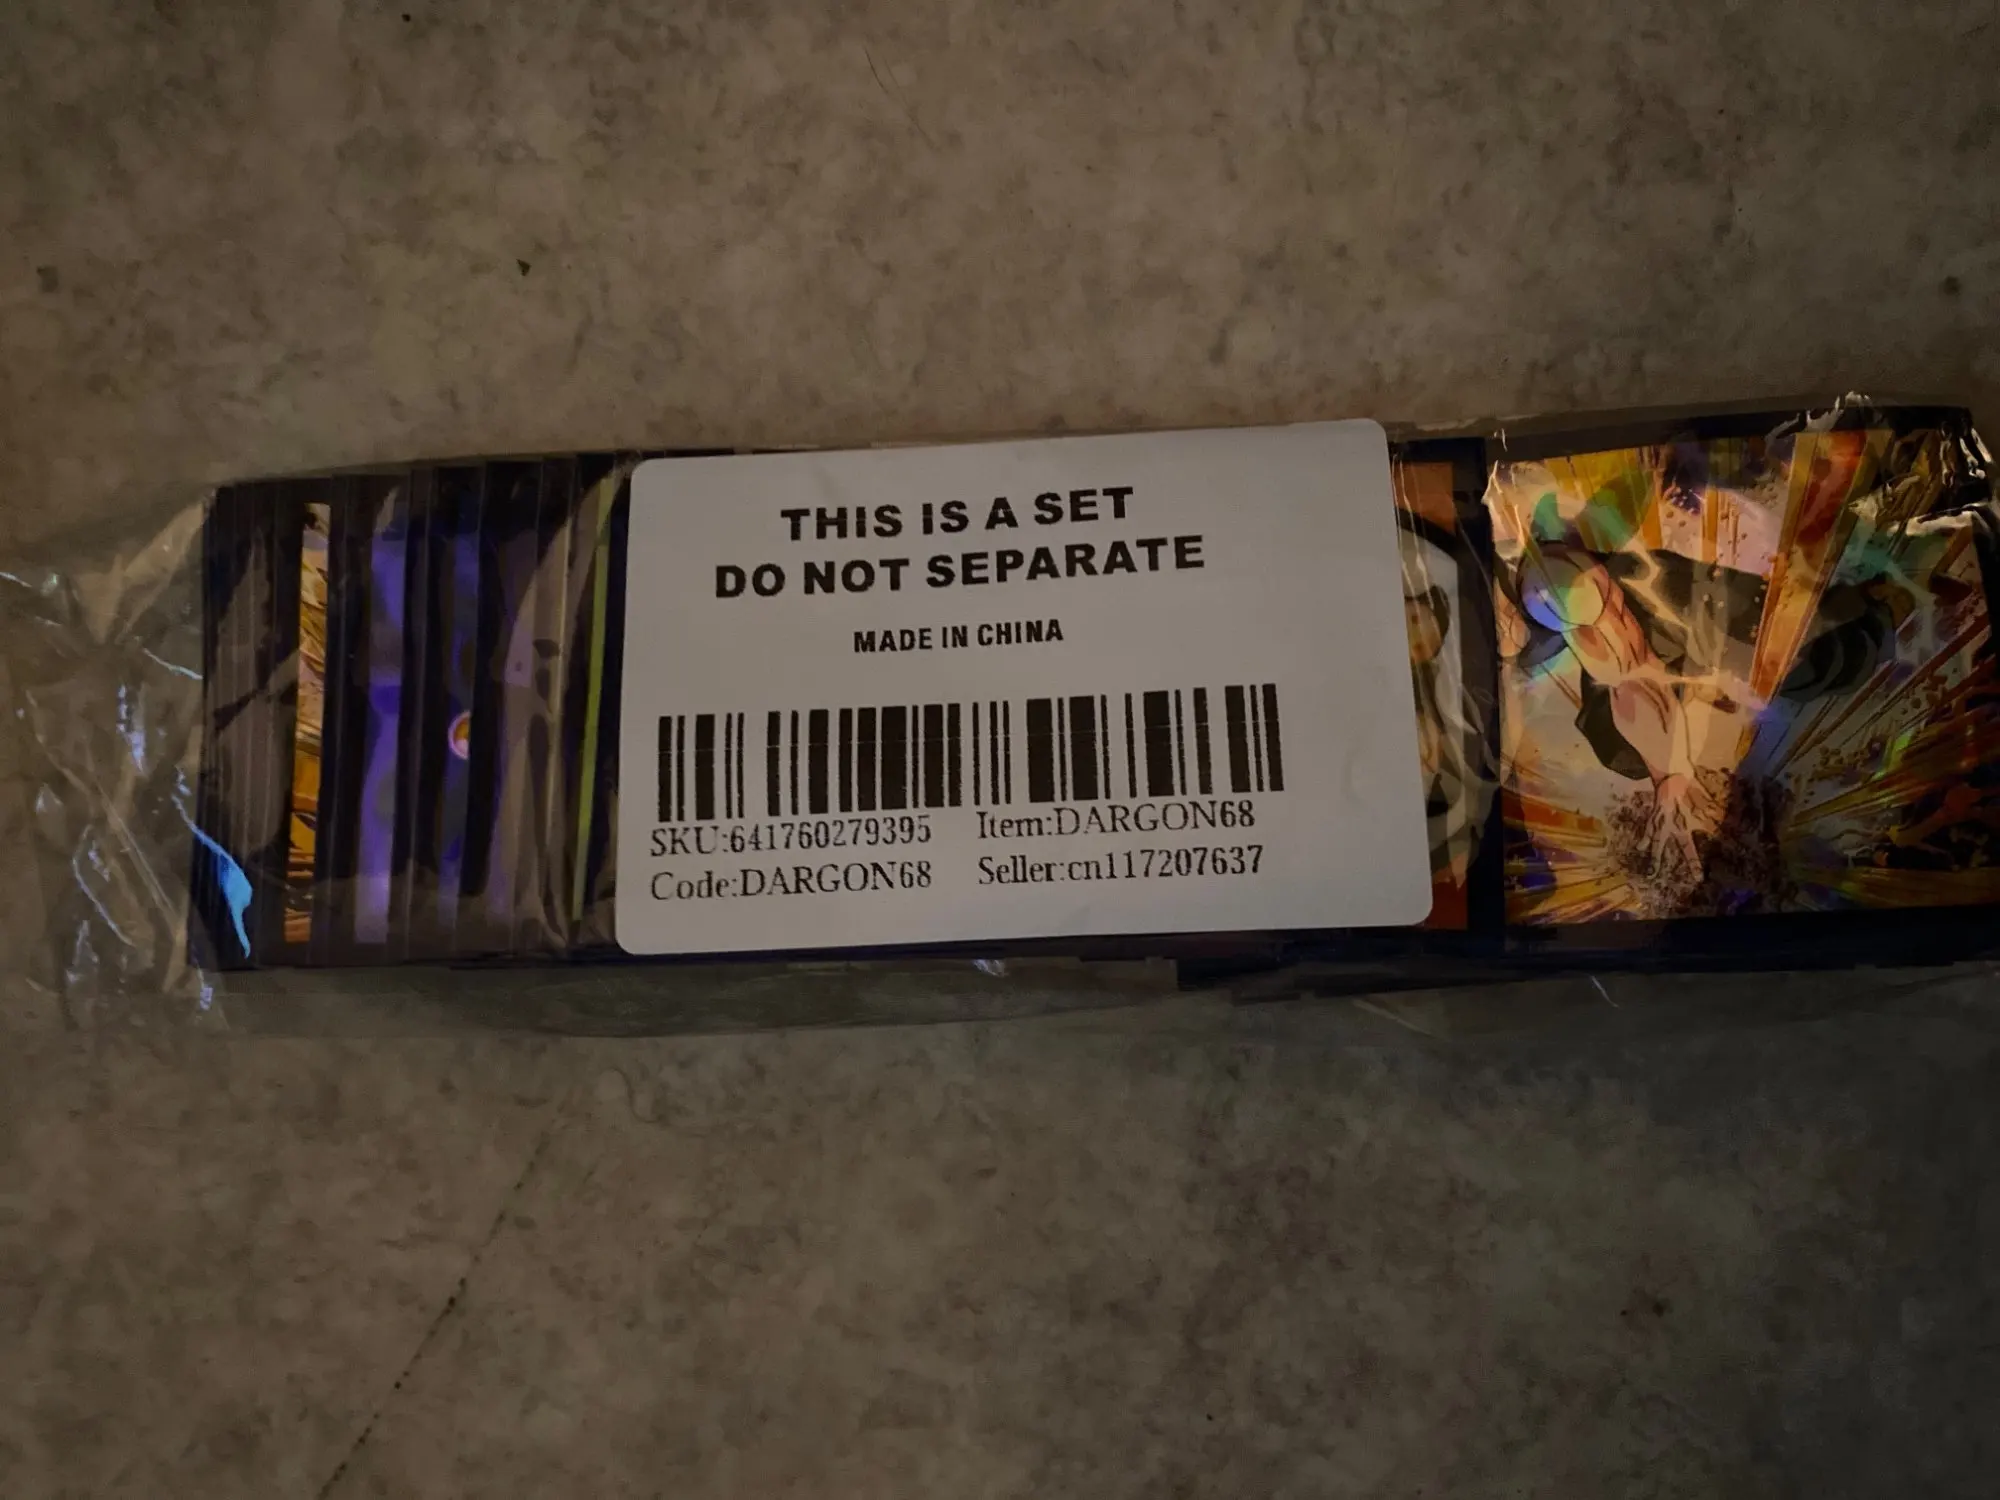 THIS IS A SET
DO NOT SEPARATE
MADE IN CHINA
SKU:641760279395 Item:DARGON68
Code:DARGON68 Seller:cn117207637